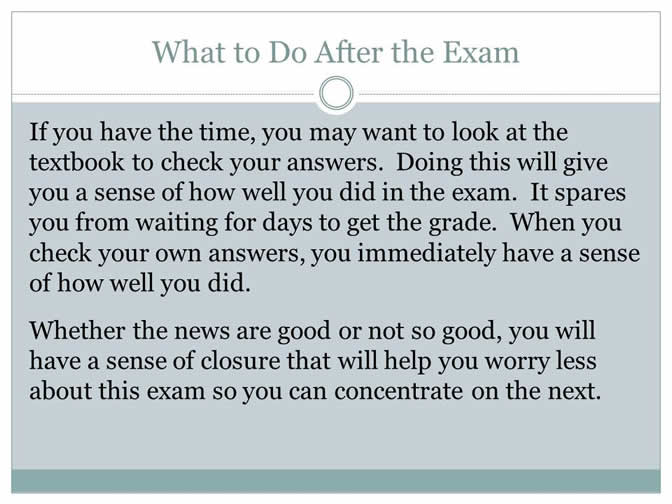 What to Do After the Exam
If you have the time, you may want to look at the
textbook to check your answers.  Doing this will give
you a sense of how well you did in the exam.  It spares
you from waiting for days to get the grade.  When you
check your own answers, you immediately have a sense
of how well you did.
Whether the news are good or not so good, you will
have a sense of closure that will help you worry less
about this exam so you can concentrate on the next.